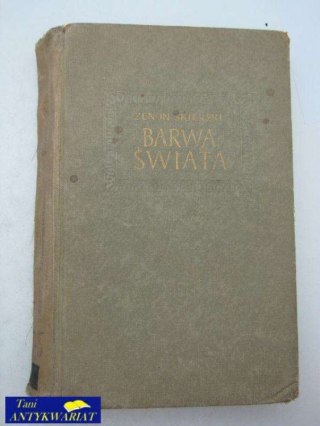 ZENON SKIERSKI
BARWA
ŚWIATA
Tani
ANTYKWARIAT